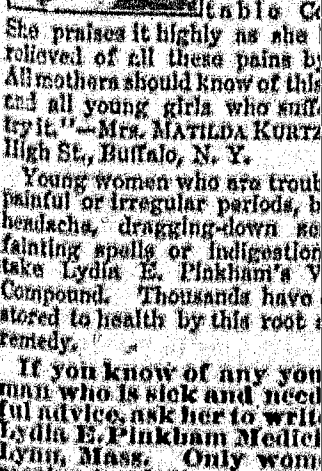 table Co
She praises it highly as she
relieved of all these pains by
All mothers should know of this
and all young girls who suff
try it."—Mrs. MATILDA KURTZ
High St., Buffalo, N. Y.
Young women who are troub
painful or irregular periods, b
headache, dragging-down se
fainting spells or indigestion
take Lydia E. Pinkham's V
Compound. Thousands have
stored to health by this root a
remedy.
If you know of any you
man who is sick and need
ful advice, ask her to write
Lydia E. Pinkham Medici
Lynn, Mass. Only wom